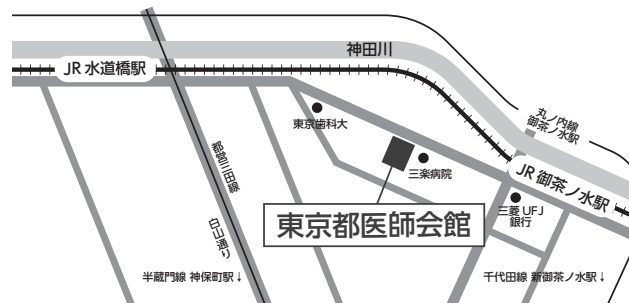 神田川
JR 水道橋駅
丸ノ内線
御茶ノ水駅
東京歯科大
都営三田線
三楽病院
JR 御茶ノ水駅
三菱 UFJ
銀行
東京都医師会館
白山通り
半蔵門線 神保町駅↓
千代田線 新御茶ノ水駅↓